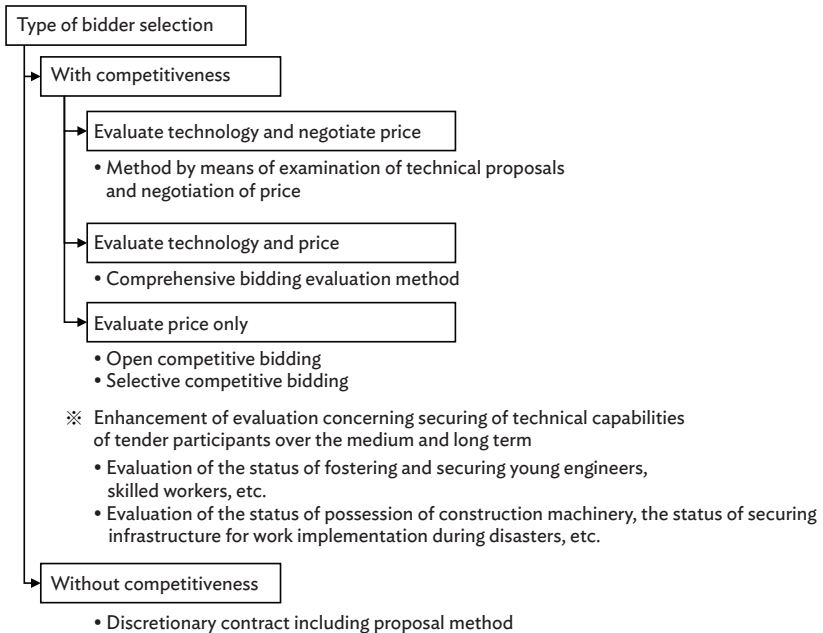 Type of bidder selection
With competitiveness
Evaluate technology and negotiate price
• Method by means of examination of technical proposals
and negotiation of price
Evaluate technology and price
• Comprehensive bidding evaluation method
Evaluate price only
• Open competitive bidding
• Selective competitive bidding
※ Enhancement of evaluation concerning securing of technical capabilities
of tender participants over the medium and long term
• Evaluation of the status of fostering and securing young engineers,
skilled workers, etc.
• Evaluation of the status of possession of construction machinery, the status of securing
infrastructure for work implementation during disasters, etc.
Without competitiveness
• Discretionary contract including proposal method